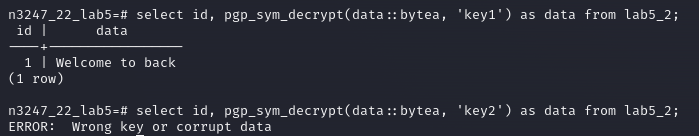 n3247_22_lab5=# select id, pgp_sym_decrypt(data::bytea, 'key1') as data from lab5_2;
 id |      data
----+-----------------
  1 | Welcome to back
(1 row)
n3247_22_lab5=# select id, pgp_sym_decrypt(data::bytea, 'key2') as data from lab5_2;
ERROR:  Wrong key or corrupt data